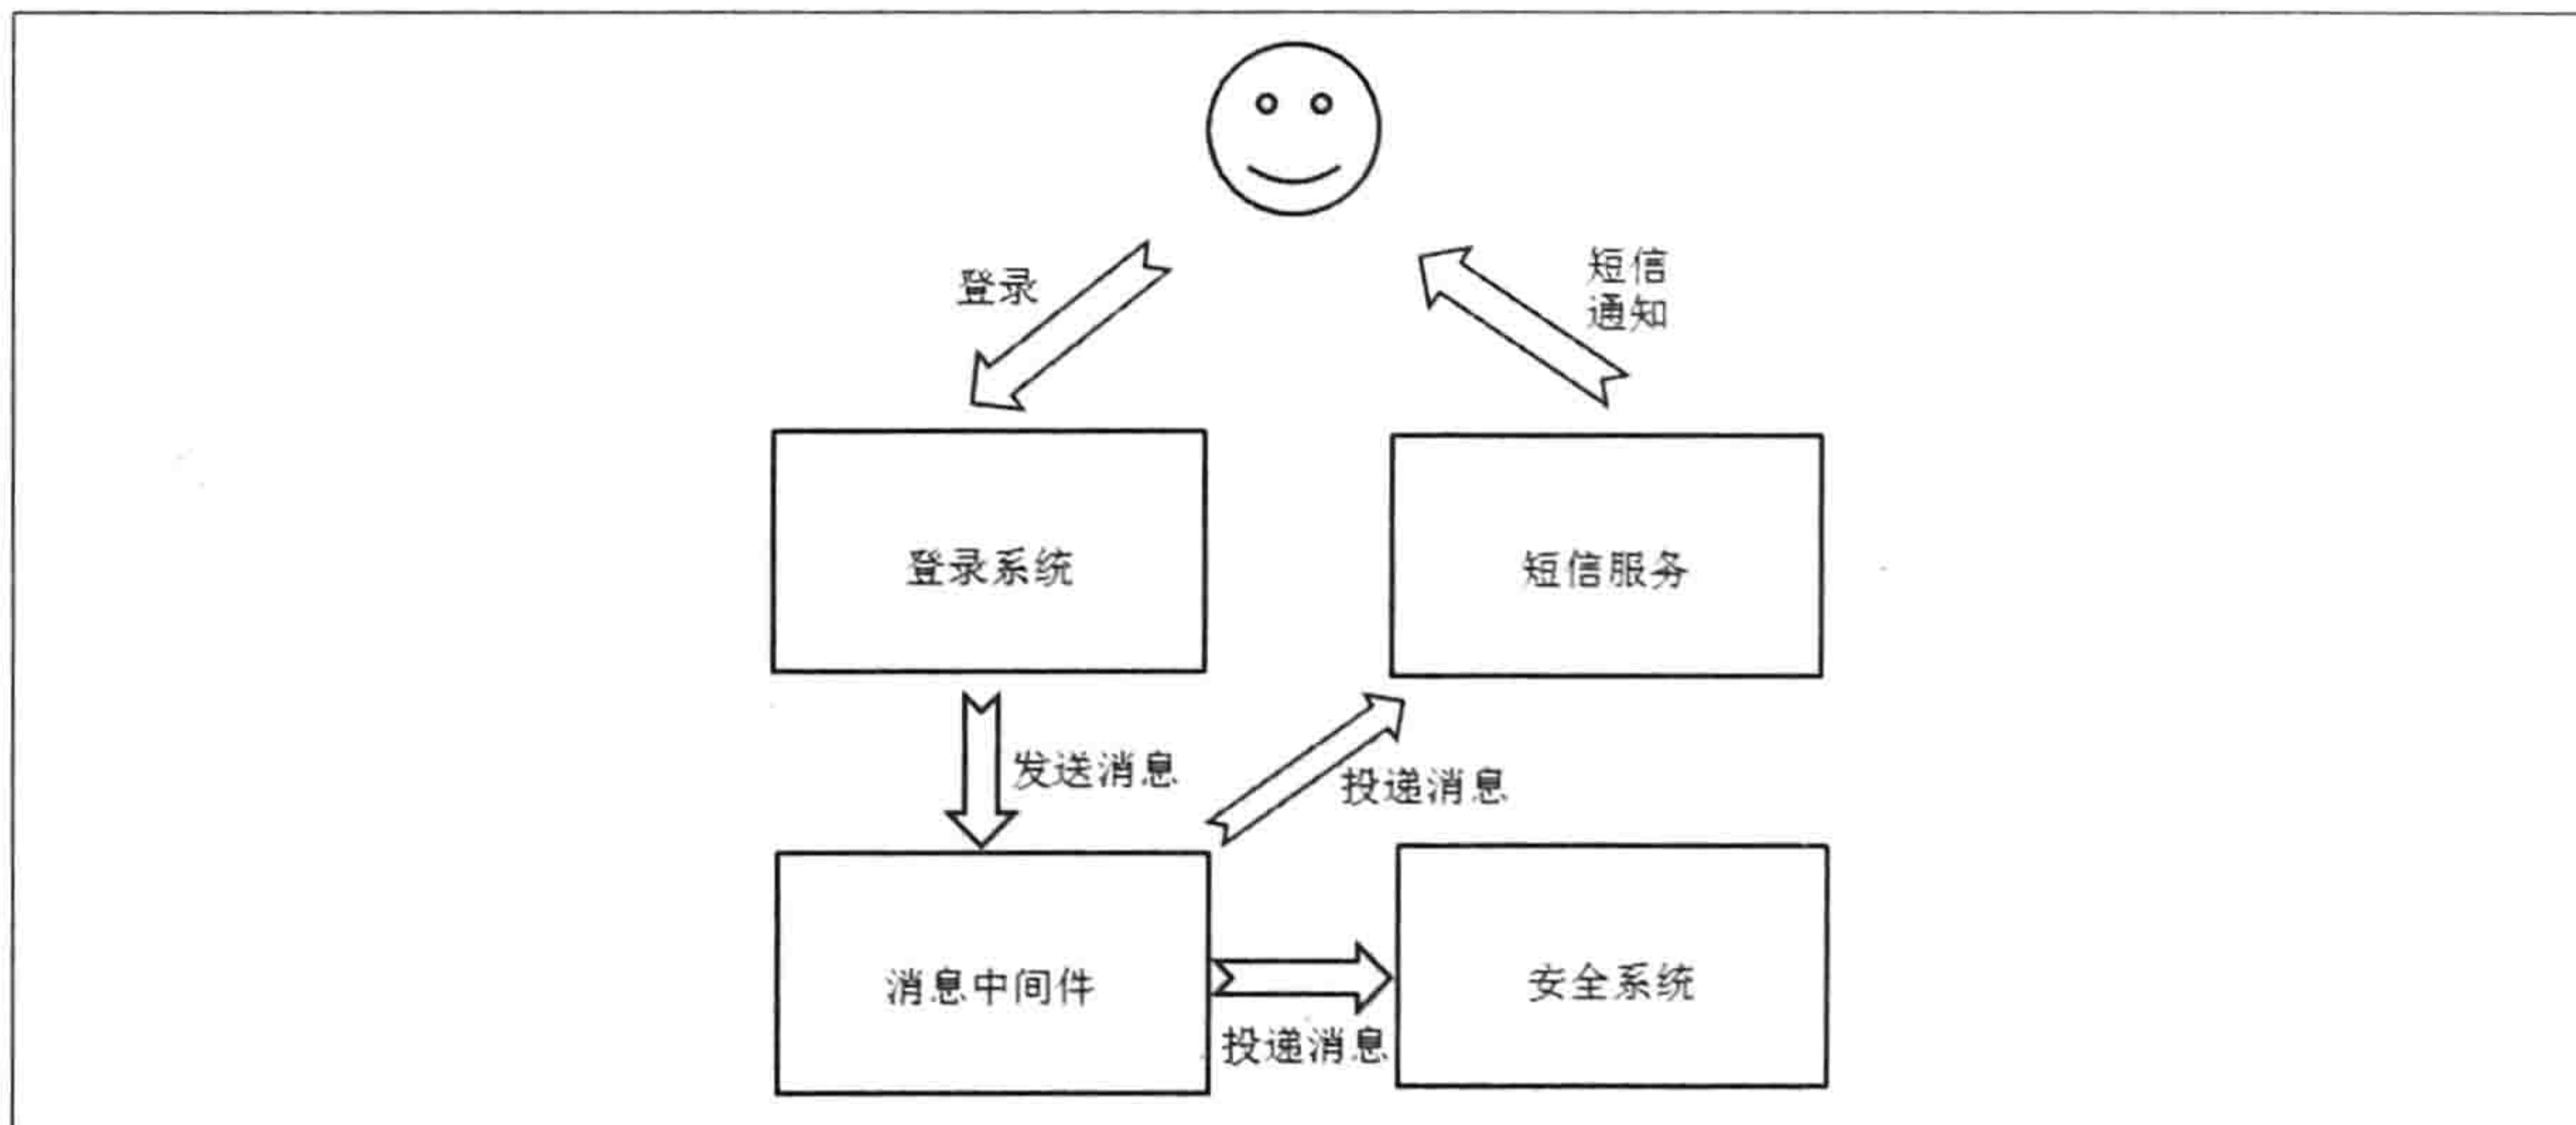 登录
短信
通知
登录系统
短信服务
发送消息
投递消息
消息中间件
安全系统
投递消息